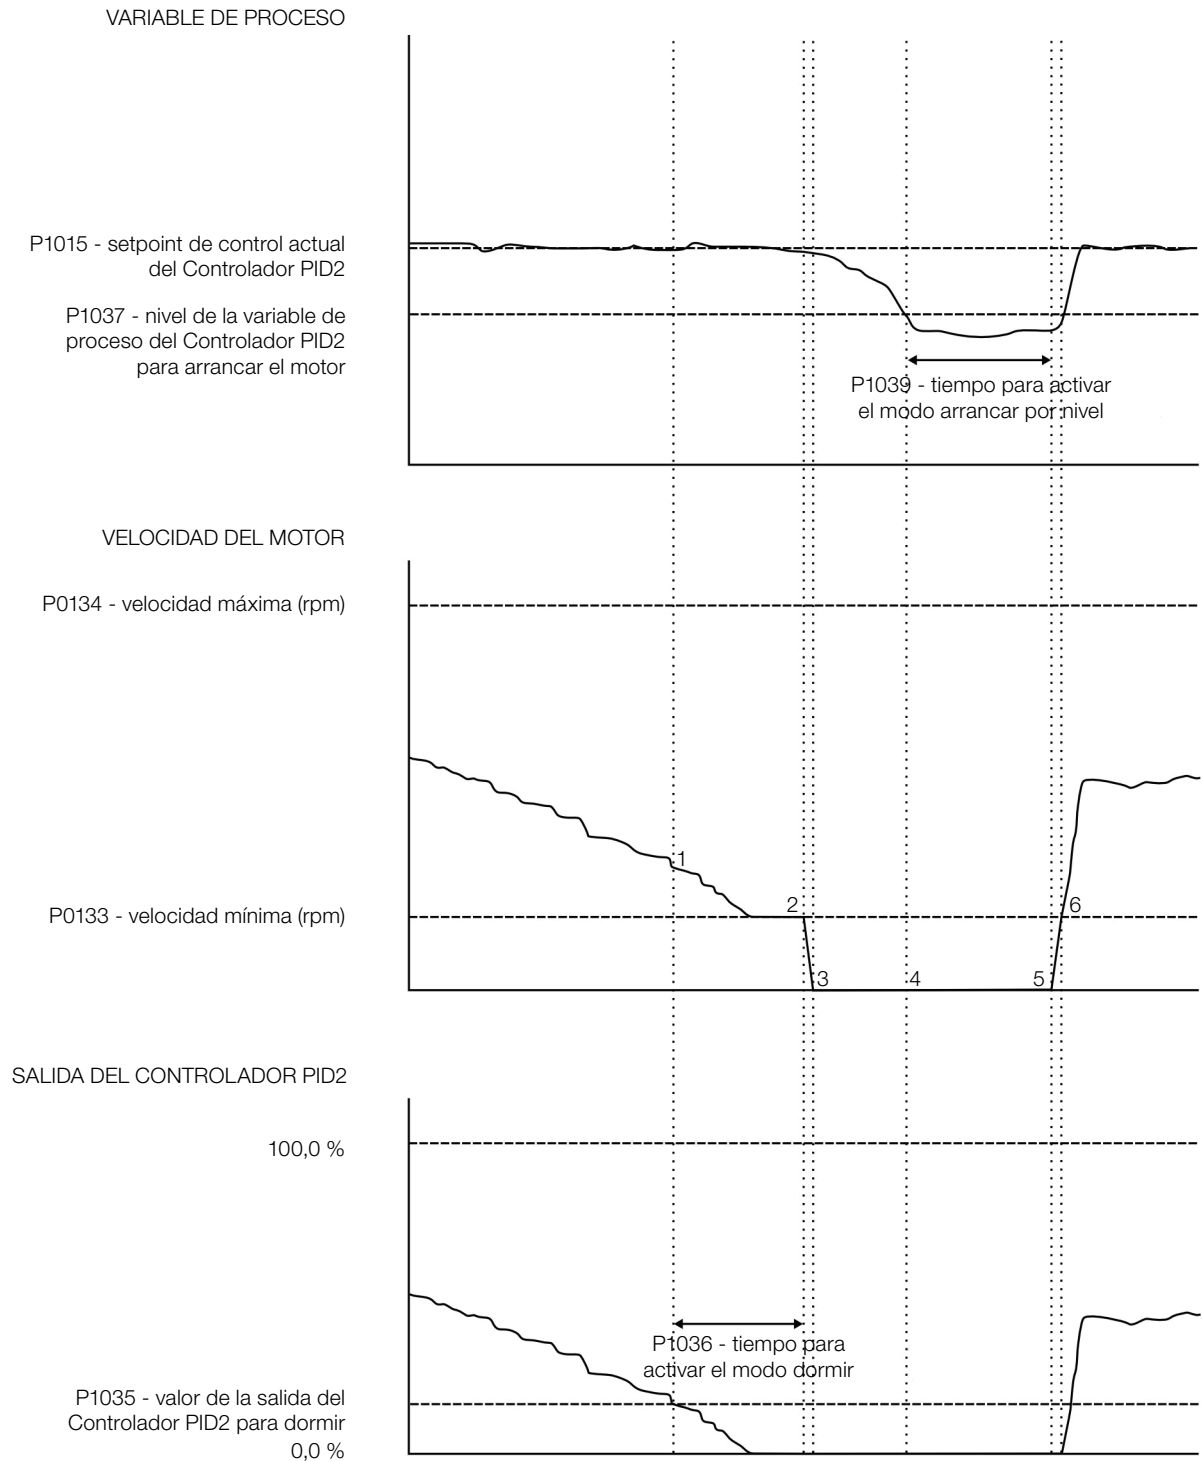 VARIABLE DE PROCESO
P1015 - setpoint de control actual
del Controlador PID2
P1037 - nivel de la variable de
proceso del Controlador PID2
para arrancar el motor
P1039 - tiempo para activar
el modo arrancar por nivel
VELOCIDAD DEL MOTOR
P0134 - velocidad máxima (rpm)
1
P0133 - velocidad mínima (rpm)
2
6
3
4
5
SALIDA DEL CONTROLADOR PID2
100,0 %
P1036 - tiempo para
activar el modo dormir
P1035 - valor de la salida del
Controlador PID2 para dormir
0,0 %